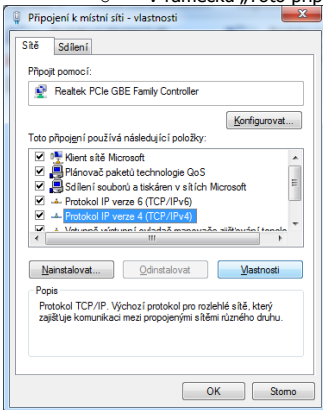 V rámečku „Toto přip
Připojení k místní síti - vlastnosti
Sítě
Sdílení
Připojit pomocí:
Realtek PCIe GBE Family Controller
Konfigurovat...
Toto připojení používá následující položky:
Klient sítě Microsoft
Plánovač paketů technologie QoS
Sdílení souborů a tiskáren v sítích Microsoft
Protokol IP verze 6 (TCP/IPv6)
Protokol IP verze 4 (TCP/IPv4)
Nainstalovat...
Odinstalovat
Vlastnosti
Popis
Protokol TCP/IP. Výchozí protokol pro rozlehlé sítě, který
zajišťuje komunikaci mezi propojenými sítěmi různého druhu.
OK
Storno